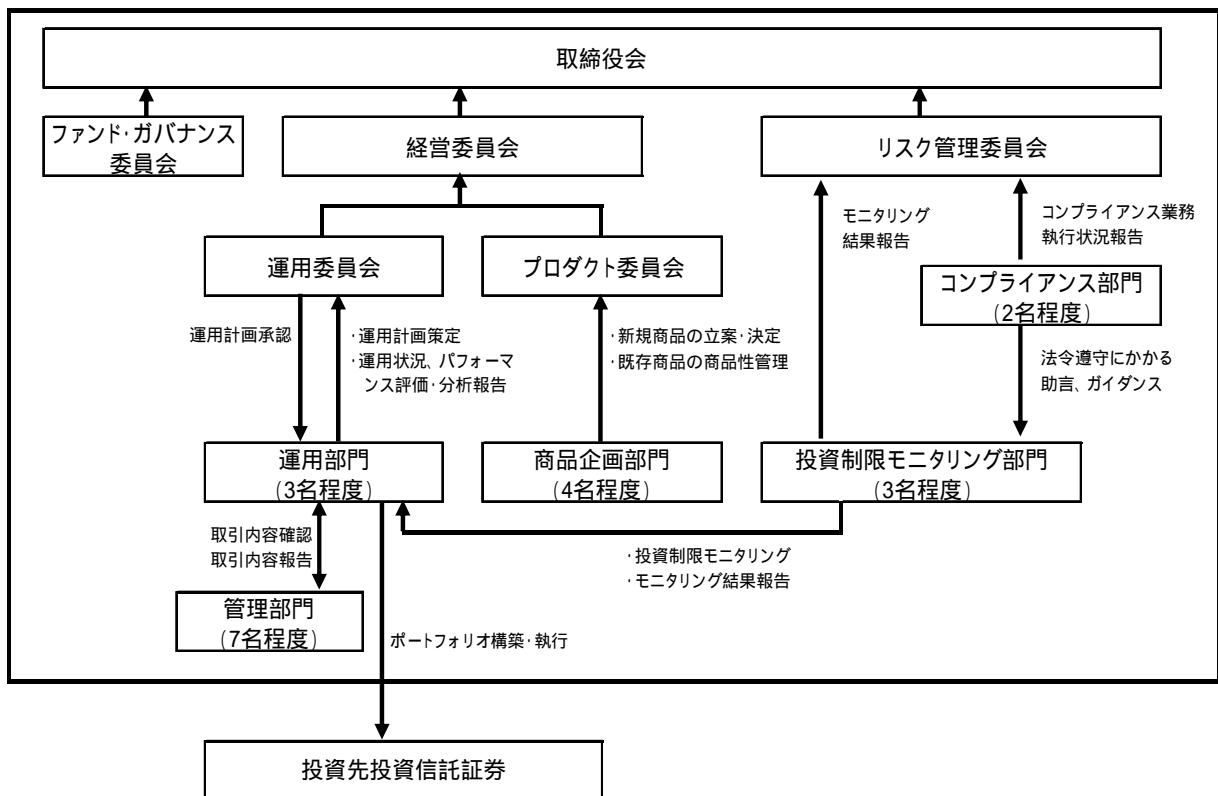 取締役会
ファンド・ガバナンス
委員会
経営委員会
リスク管理委員会
モニタリング
結果報告
コンプライアンス業務
執行状況報告
運用委員会
プロダクト委員会
コンプライアンス部門
(2名程度)
運用計画承認
・運用計画策定
・運用状況、パフォーマ
ンス評価・分析報告
・新規商品の立案・決定
・既存商品の商品性管理
法令遵守にかかる
助言、ガイダンス
運用部門
(3名程度)
商品企画部門
(4名程度)
投資制限モニタリング部門
(3名程度)
取引内容確認
取引内容報告
・投資制限モニタリング
・モニタリング結果報告
管理部門
(7名程度)
ポートフォリオ構築・執行
投資先投資信託証券